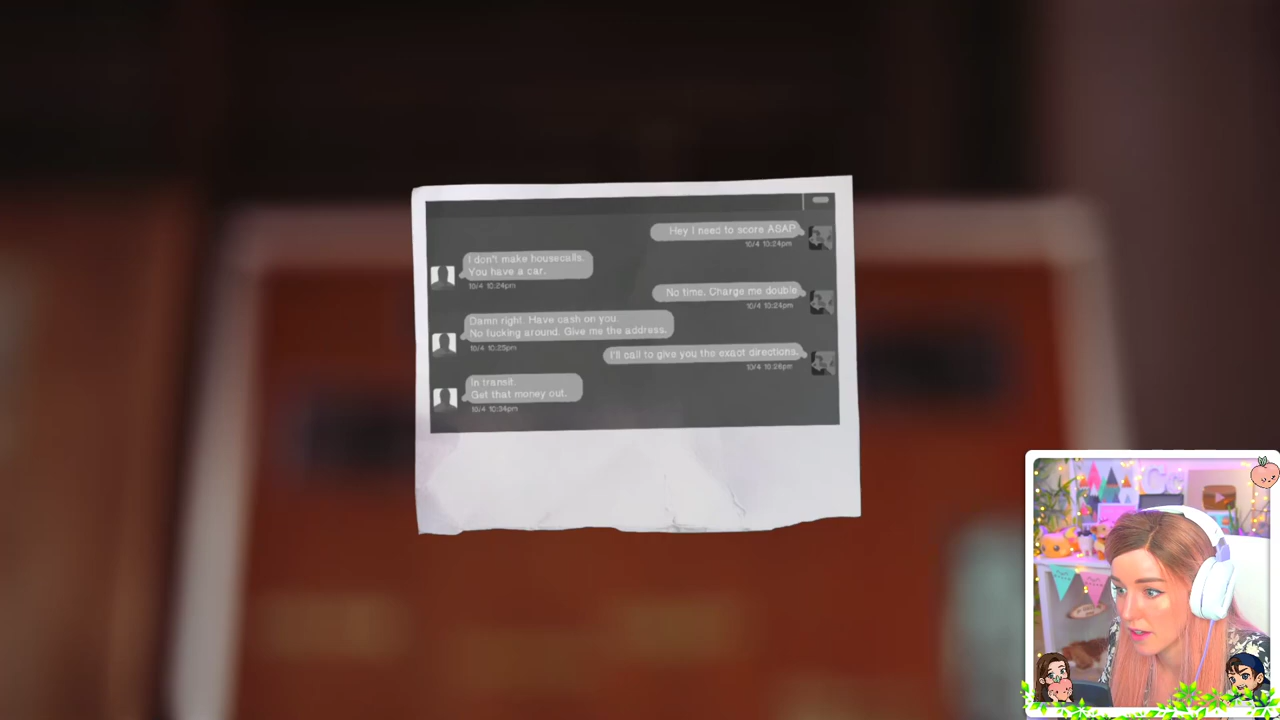 Hey I need to score ASAP
10/4 10:24pm
I don't make housecalls.
You have a car.
10/4 10:24pm
No time. Charge me double
10/4 10:24pm
Damn right. Have cash on you.
No fucking around. Give me the address.
10/4 10:25pm
I'll call to give you the exact directions.
10/4 10:26pm
In transit.
Get that money out.
10/4 10:34pm